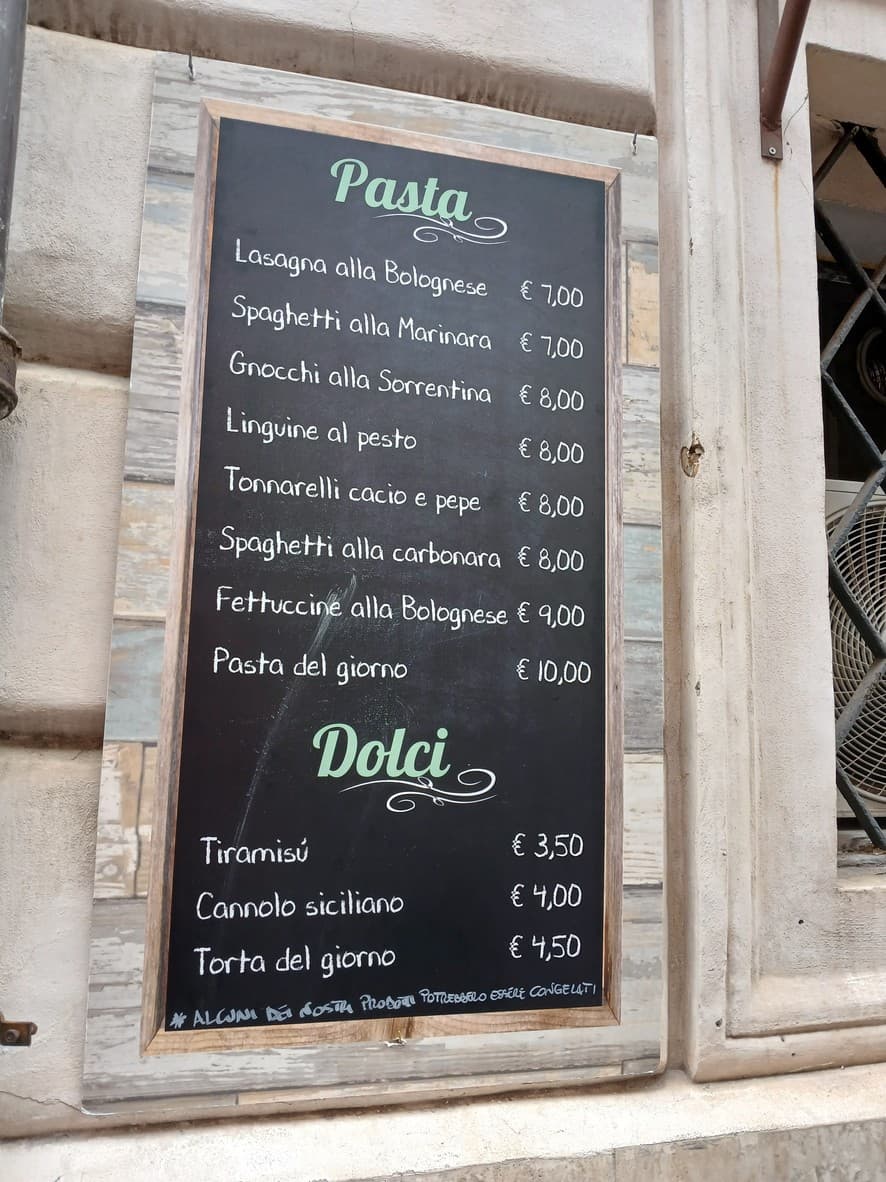 Pasta
Lasagna alla Bolognese € 7,00
Spaghetti alla Marinara € 7,00
Gnocchi alla Sorrentina € 8,00
Linguine al pesto € 8,00
Tonnarelli cacio e pepe € 8,00
Spaghetti alla carbonara € 8,00
Fettuccine alla Bolognese € 9,00
Pasta del giorno € 10,00
Dolci
Tiramisú € 3,50
Cannolo siciliano € 4,00
Torta del giorno € 4,50
* ALCUNI DEI NOSTRI PRODOTTI POTREBBERO ESSERE CONGELATI